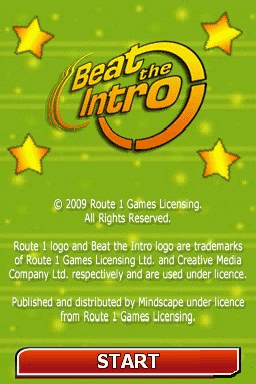 Beat
the
Intro
© 2009 Route 1 Games Licensing.
All Rights Reserved.
Route 1 logo and Beat the Intro logo are trademarks
of Route 1 Games Licensing Ltd. and Creative Media
Company Ltd. respectively and are used under licence.
Published and distributed by Mindscape under licence
from Route 1 Games Licensing.
START